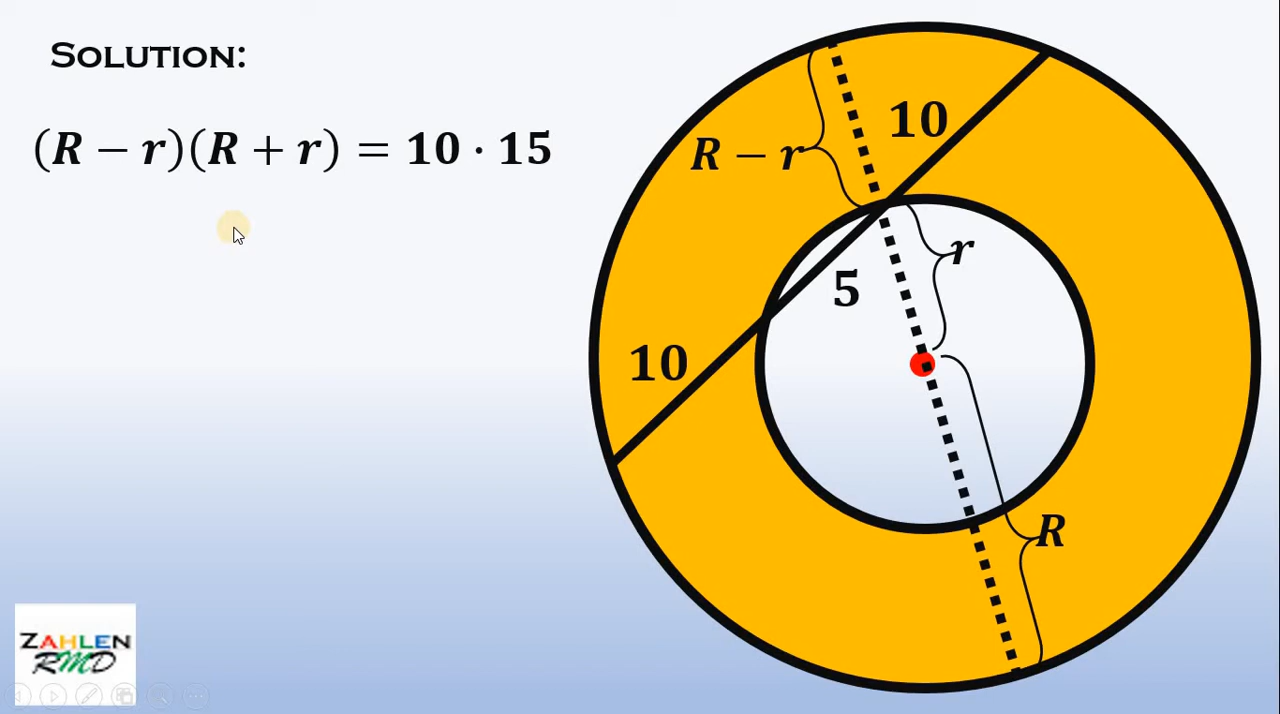 SOLUTION:
(R − r)(R + r) = 10 · 15
10
R − r
r
5
10
R
ZAHLEN
RMD